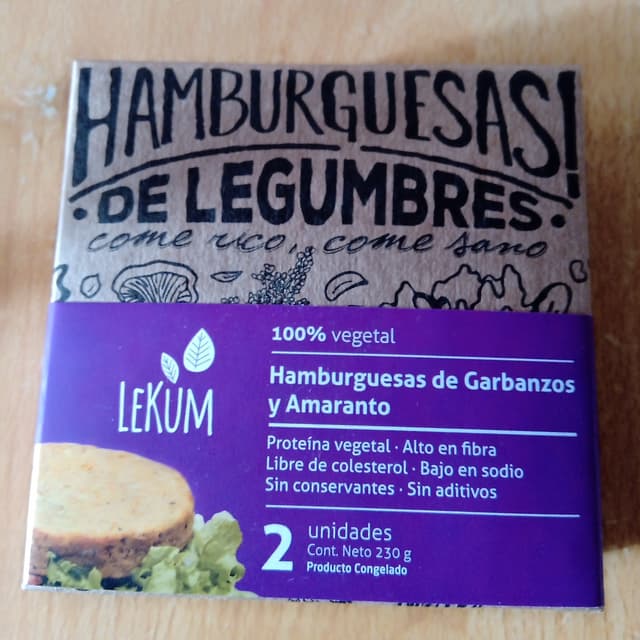 HAMBURGUESAS!
·DE LEGUMBRES·
come rico, come sano
LEKUM
100% vegetal
Hamburguesas de Garbanzos
y Amaranto
Proteína vegetal · Alto en fibra
Libre de colesterol · Bajo en sodio
Sin conservantes · Sin aditivos
2 unidades
Cont. Neto 230 g
Producto Congelado